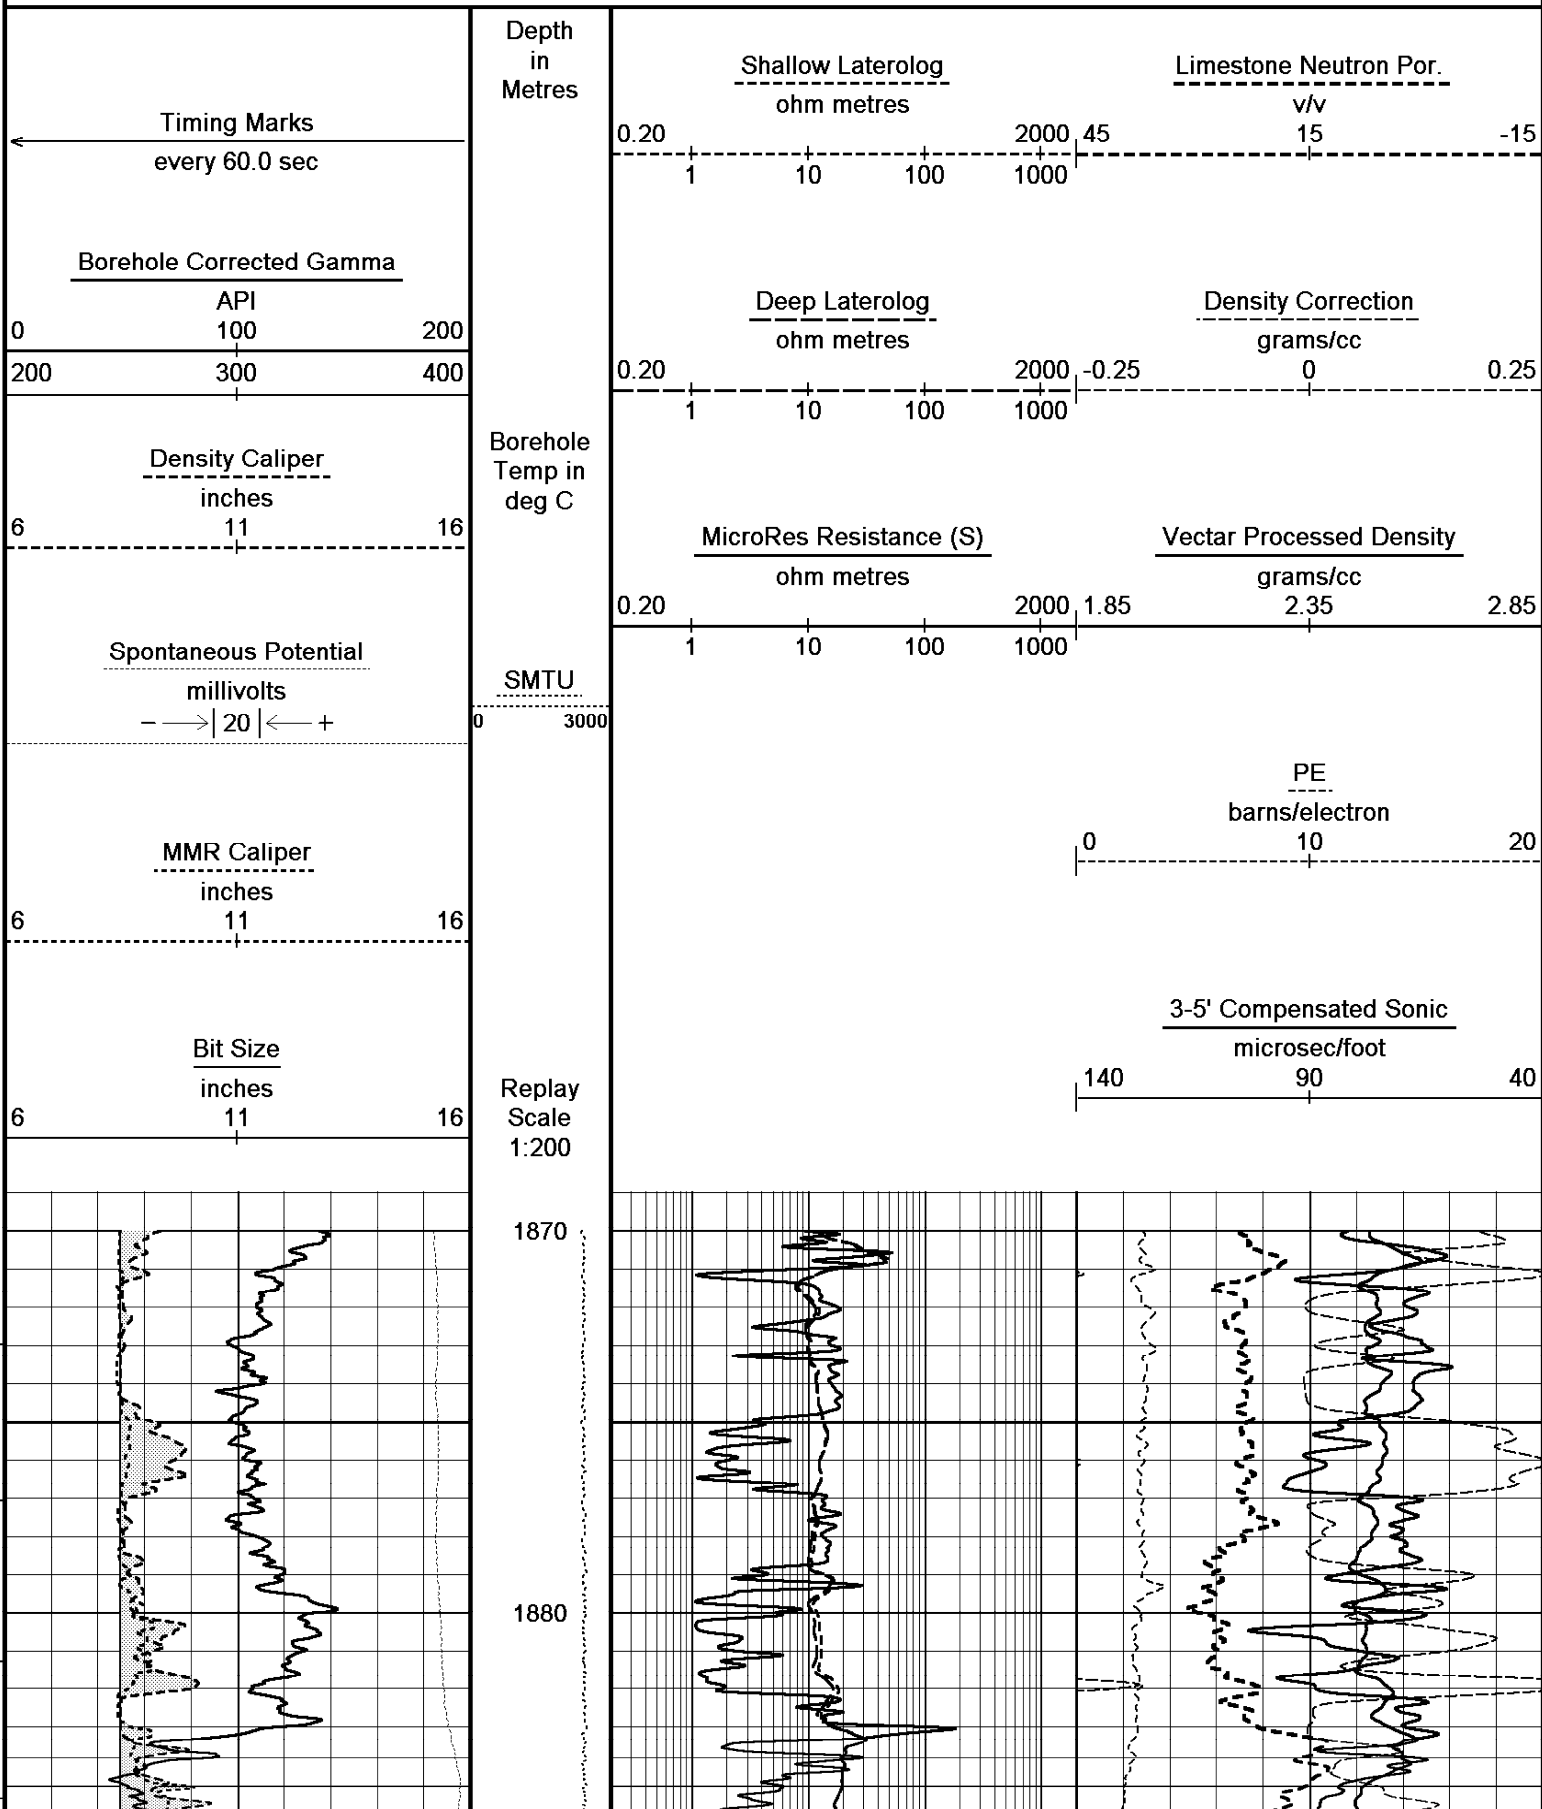 Timing Marks
every 60.0 sec
Borehole Corrected Gamma
API
0 100 200
200 300 400
Density Caliper
inches
6 11 16
Spontaneous Potential
millivolts
− 20 +
MMR Caliper
inches
6 11 16
Bit Size
inches
6 11 16
Depth
in
Metres
Borehole
Temp in
deg C
SMTU
0 3000
Replay
Scale
1:200
1870
1880
Shallow Laterolog
ohm metres
0.20 2000
1 10 100 1000
Deep Laterolog
ohm metres
0.20 2000
1 10 100 1000
MicroRes Resistance (S)
ohm metres
0.20 2000
1 10 100 1000
Limestone Neutron Por.
v/v
45 15 -15
Density Correction
grams/cc
-0.25 0 0.25
Vectar Processed Density
grams/cc
1.85 2.35 2.85
PE
barns/electron
0 10 20
3-5' Compensated Sonic
microsec/foot
140 90 40